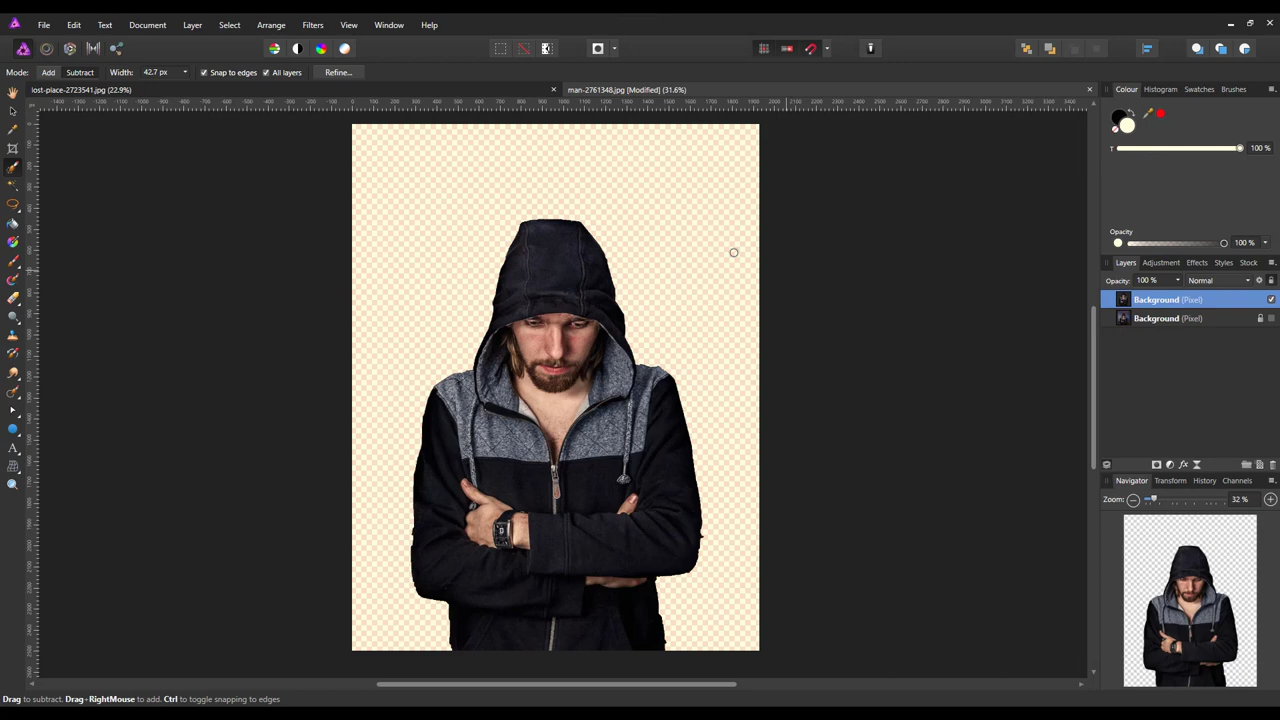 File Edit Text Document Layer Select Arrange Filters View Window Help
Mode: Add Subtract Width: 42.7 px Snap to edges All layers Refine...
lost-place-2723541.jpg (22.9%)
man-2761348.jpg [Modified] (31.6%)
Colour Histogram Swatches Brushes
100 %
Opacity
100 %
Layers Adjustment Effects Styles Stock
Opacity: 100 % Normal
Background (Pixel)
Background (Pixel)
Navigator Transform History Channels
Zoom: 32 %
Drag to subtract. Drag+RightMouse to add. Ctrl to toggle snapping to edges